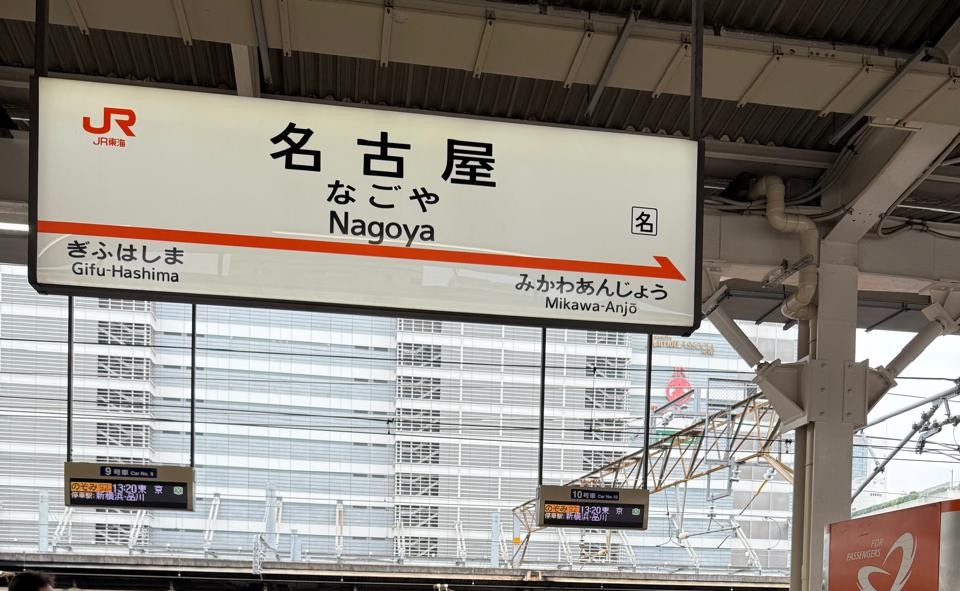 JR
JR東海
名古屋
なごや
Nagoya
名
ぎふはしま
Gifu-Hashima
みかわあんじょう
Mikawa-Anjō
9号車 Car No. 9
のぞみ 13:20 東京
停車駅:新横浜・品川
10号車 Car No. 10
のぞみ 13:20 東京
停車駅:新横浜・品川
FOR
PASSENGERS